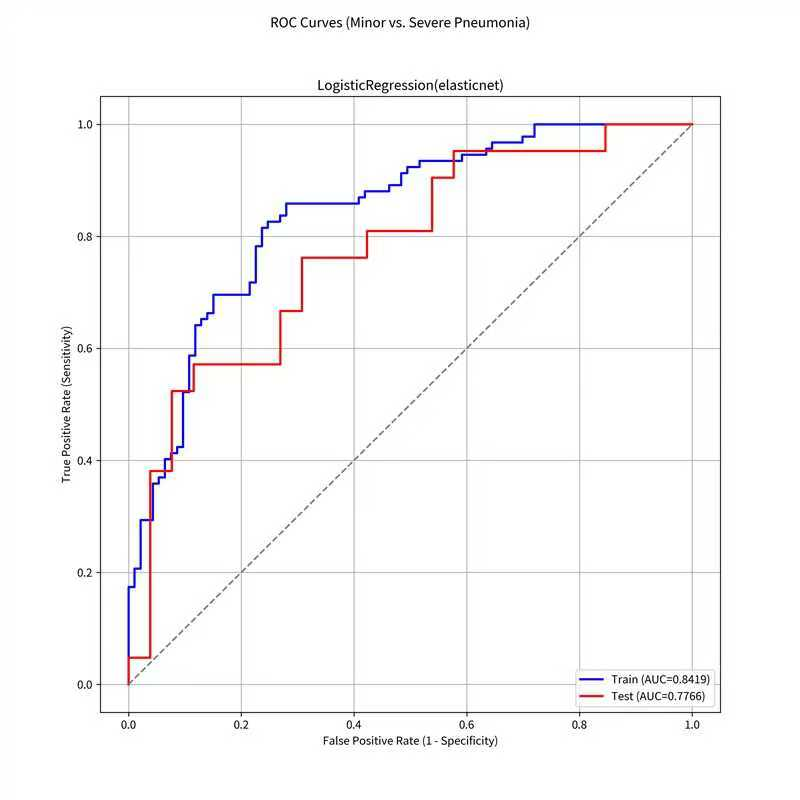 ROC Curves (Minor vs. Severe Pneumonia)
LogisticRegression(elasticnet)
True Positive Rate (Sensitivity)
1.0
0.8
0.6
0.4
0.2
0.0
Train (AUC=0.8419)
Test (AUC=0.7766)
0.0 0.2 0.4 0.6 0.8 1.0
False Positive Rate (1 - Specificity)